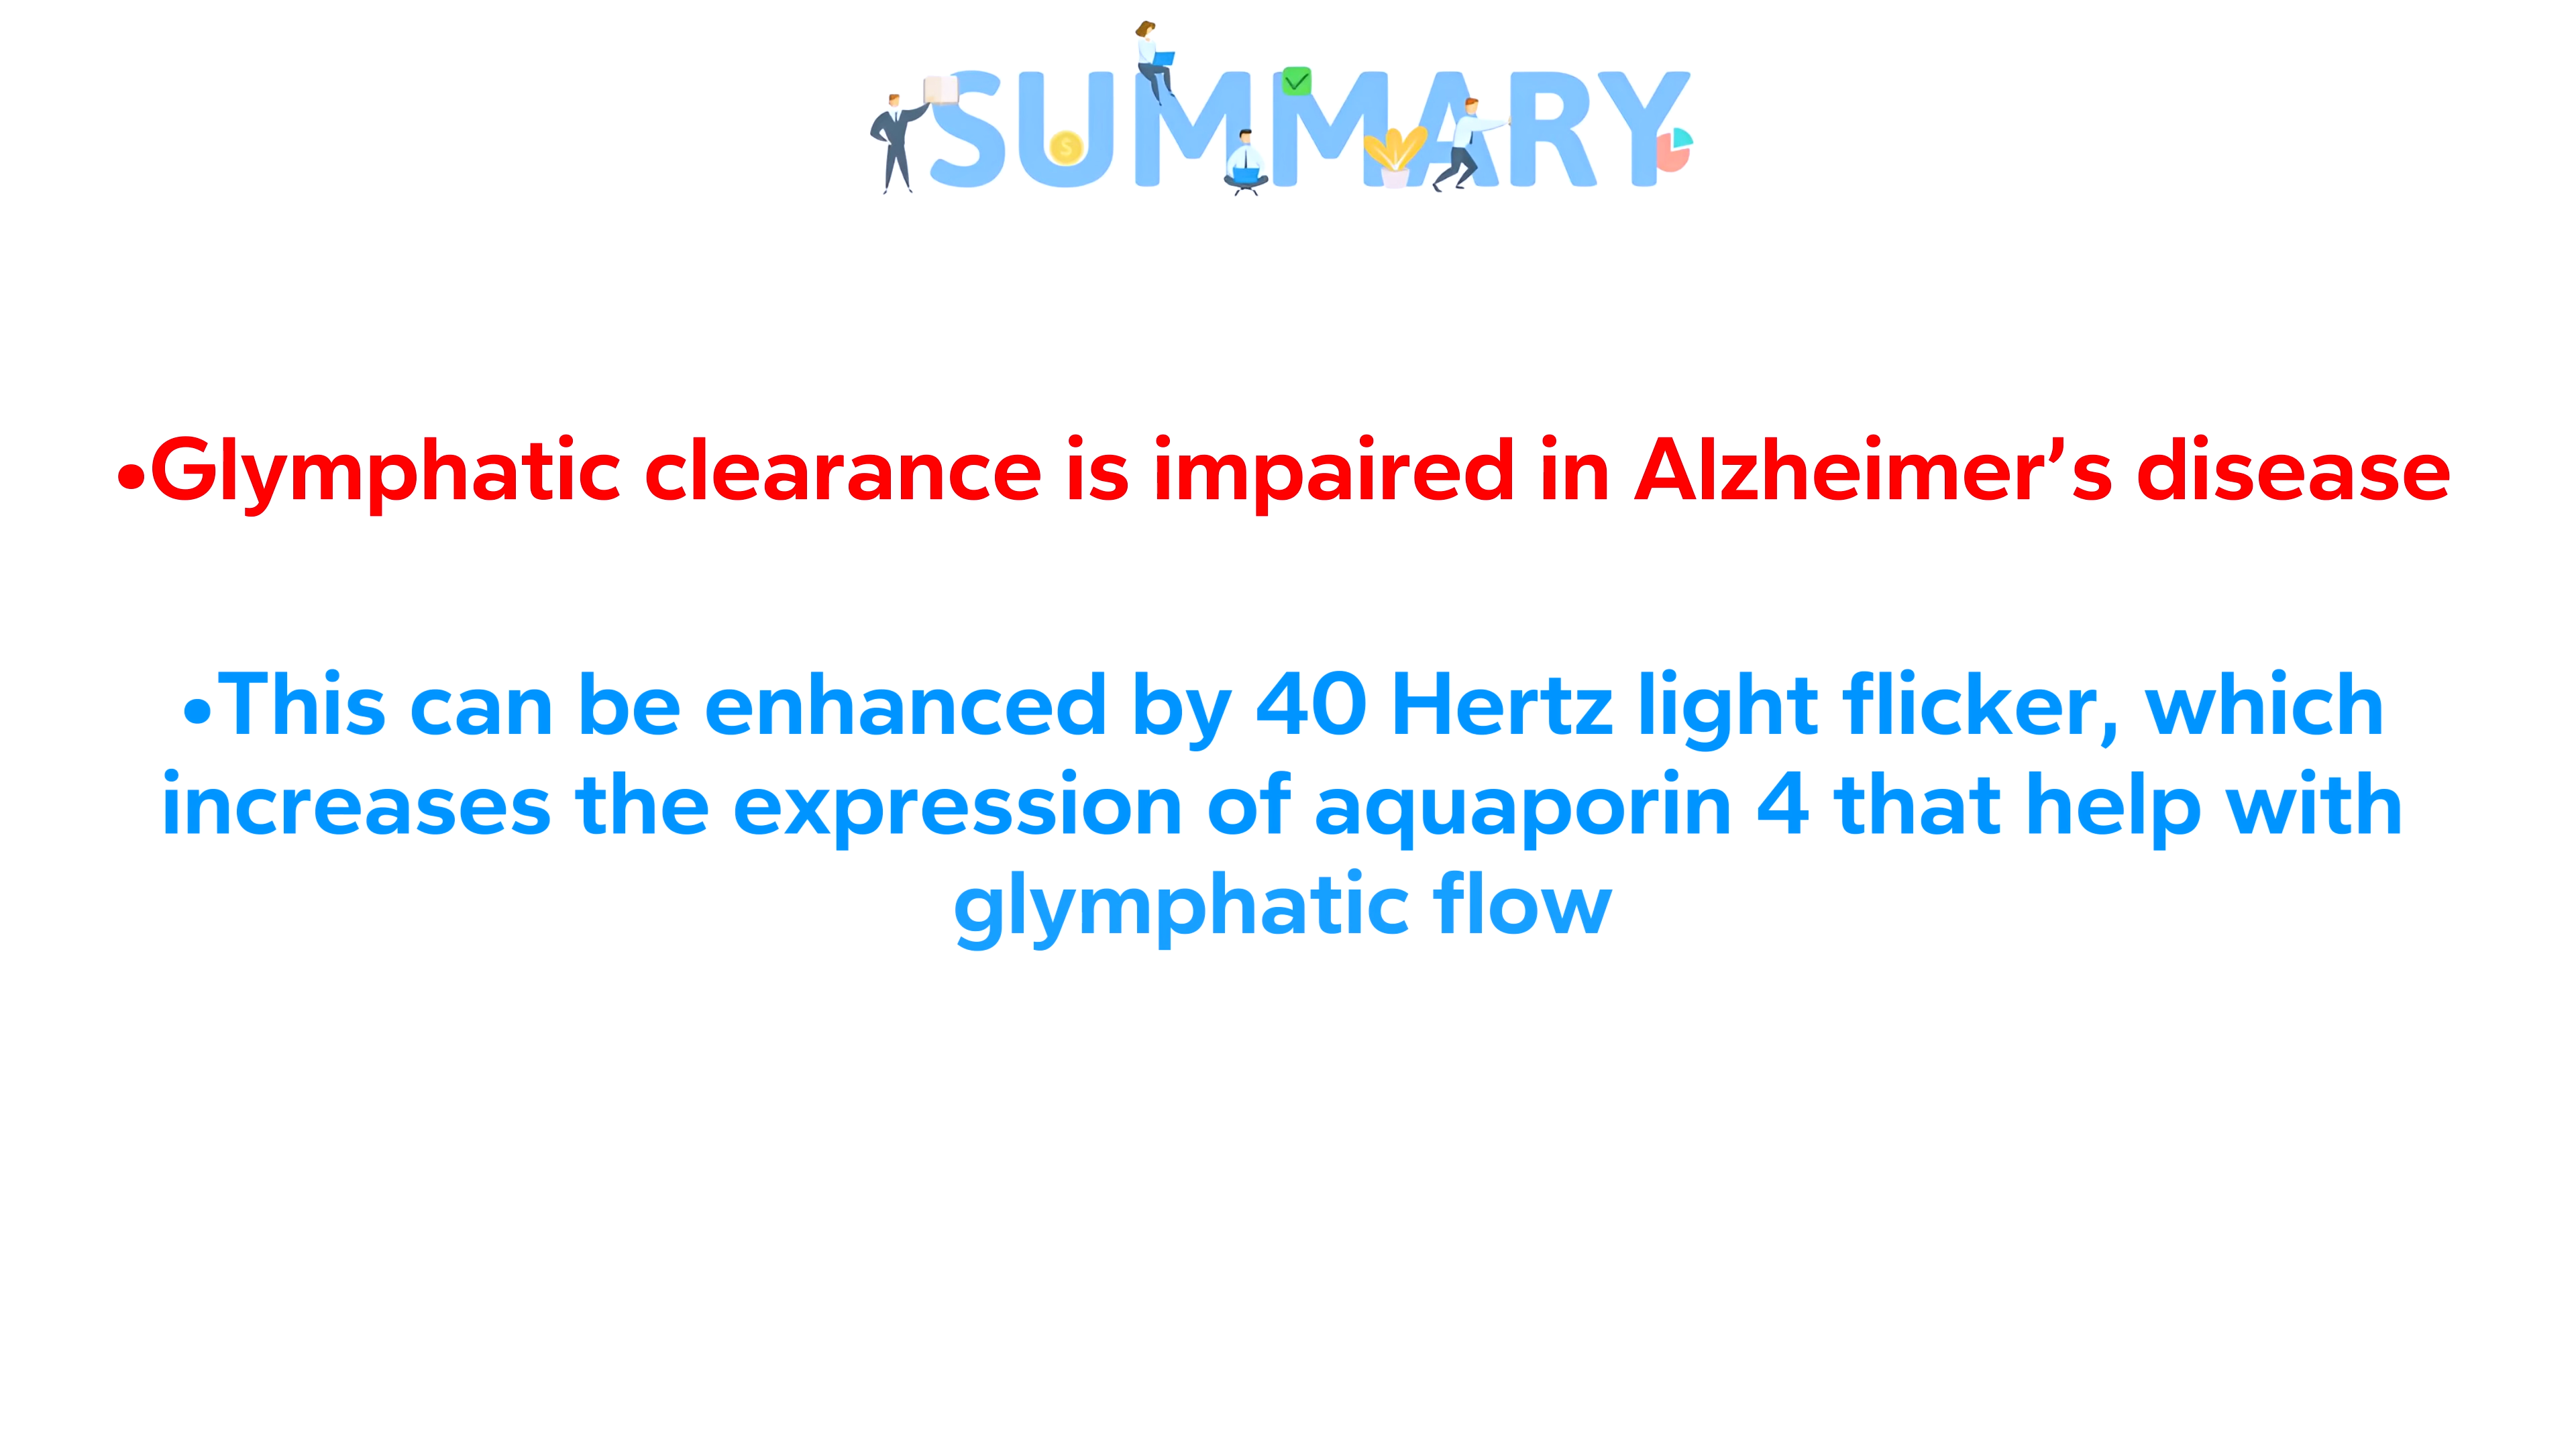 SUMMARY
•Glymphatic clearance is impaired in Alzheimer’s disease
•This can be enhanced by 40 Hertz light flicker, which
increases the expression of aquaporin 4 that help with
glymphatic flow